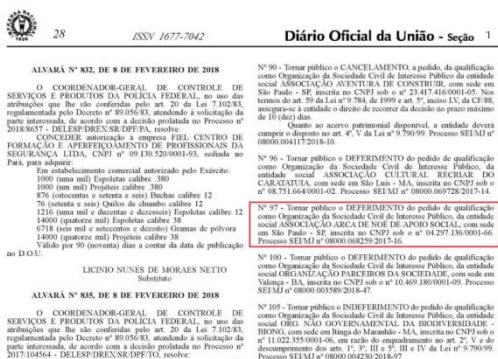 28
ISSN 1677-7042
Diário Oficial da União - Seção 1
ALVARÁ Nº 832, DE 8 DE FEVEREIRO DE 2018
O COORDENADOR-GERAL DE CONTROLE DE
SERVIÇOS E PRODUTOS DA POLÍCIA FEDERAL, no uso das
atribuições que lhe são conferidas pelo art. 20 da Lei 7.102/83,
regulamentada pelo Decreto nº 89.056/83, atendendo à solicitação da
parte interessada, de acordo com a decisão prolatada no Processo nº
2018/8657 - DELESP/DREX/SR/DPF/PA, resolve:
CONCEDER autorização à empresa FIEL CENTRO DE
FORMAÇÃO E APERFEIÇOAMENTO DE PROFISSIONAIS DA
SEGURANÇA LTDA, CNPJ nº 09.130.520/0001-93, sediada no
Pará, para adquirir:
Em estabelecimento comercial autorizado pelo Exército:
1000 (uma mil) Espoletas calibre .380
1000 (um mil) Projéteis calibre .380
876 (oitocentas e setenta e seis) Buchas calibre 12
76 (setenta e seis) Quilos de chumbo calibre 12
1216 (uma mil e duzentas e dezesseis) Espoletas calibre 12
14000 (quatorze mil) Espoletas calibre 38
6718 (seis mil e setecentos e dezoito) Gramas de pólvora
14000 (quatorze mil) Projéteis calibre 38
Válido por 90 (noventa) dias a contar da data de publicação
no D.O.U.
LICINIO NUNES DE MORAES NETTO
Substituto
ALVARÁ Nº 835, DE 8 DE FEVEREIRO DE 2018
O COORDENADOR-GERAL DE CONTROLE DE
SERVIÇOS E PRODUTOS DA POLÍCIA FEDERAL, no uso das
atribuições que lhe são conferidas pelo art. 20 da Lei 7.102/83,
regulamentada pelo Decreto nº 89.056/83, atendendo à solicitação da
parte interessada, de acordo com a decisão prolatada no Processo nº
2017/104564 - DELESP/DREX/SR/DPF/TO, resolve:
Nº 90 - Tornar público o CANCELAMENTO, a pedido, da qualificação
como Organização da Sociedade Civil de Interesse Público da entidade
social ASSOCIAÇÃO AVENTURA DE CONSTRUIR, com sede em
São Paulo - SP, inscrita no CNPJ sob o nº 23.417.416/0001-05. Nos
termos do art. 59 da Lei nº 9.784, de 1999 e art. 5º, inciso LV, da CF/88,
assegura-se à entidade o direito de recorrer da decisão no prazo máximo
de 10 (dez) dias.
Quanto ao acervo patrimonial disponível, a entidade deverá
cumprir o disposto no art. 4º, V da Lei nº 9.790/99. Processo SEI/MJ nº
08000.004117/2018-10.
Nº 96 - Tornar público o DEFERIMENTO do pedido de qualificação
como Organização da Sociedade Civil de Interesse Público, da
entidade social ASSOCIAÇÃO CULTURAL RECRIAR DO
CARATATIUA, com sede em São Luís - MA, inscrita no CNPJ sob o
nº 08.751.664/0001-02. Processo SEI/MJ nº 08000.069728/2017-14.
Nº 97 - Tornar público o DEFERIMENTO do pedido de qualificação
como Organização da Sociedade Civil de Interesse Público, da entidade
social ASSOCIAÇÃO ARCA DE NOÉ DE APOIO SOCIAL, com sede
em São Paulo - SP, inscrita no CNPJ sob o nº 04.297.136/0001-66.
Processo SEI/MJ nº 08000.068259/2017-16.
Nº 100 - Tornar público o DEFERIMENTO do pedido de qualificação
como Organização da Sociedade Civil de Interesse Público, da entidade
social ORGANIZAÇÃO PARCEIROS DA SOCIEDADE, com sede em
Valença - BA, inscrita no CNPJ sob o nº 10.469.180/0001-09. Processo
SEI/MJ nº 08000.003589/2018-47.
Nº 105 - Tornar público o INDEFERIMENTO do pedido de qualificação
como Organização da Sociedade Civil de Interesse Público, da entidade
social ORG. NÃO GOVERNAMENTAL DA BIODIVERSIDADE -
BIONG, com sede em Itinga do Maranhão - MA, inscrita no CNPJ sob o
nº 11.022.355/0001-06, em razão do enquadramento no art. 2º, V e do
descumprimento dos arts. 1º, 3º, III e 5º, III e IV da Lei nº 9.790/99.
Processo SEI/MJ nº 08000.004230/2018-97.